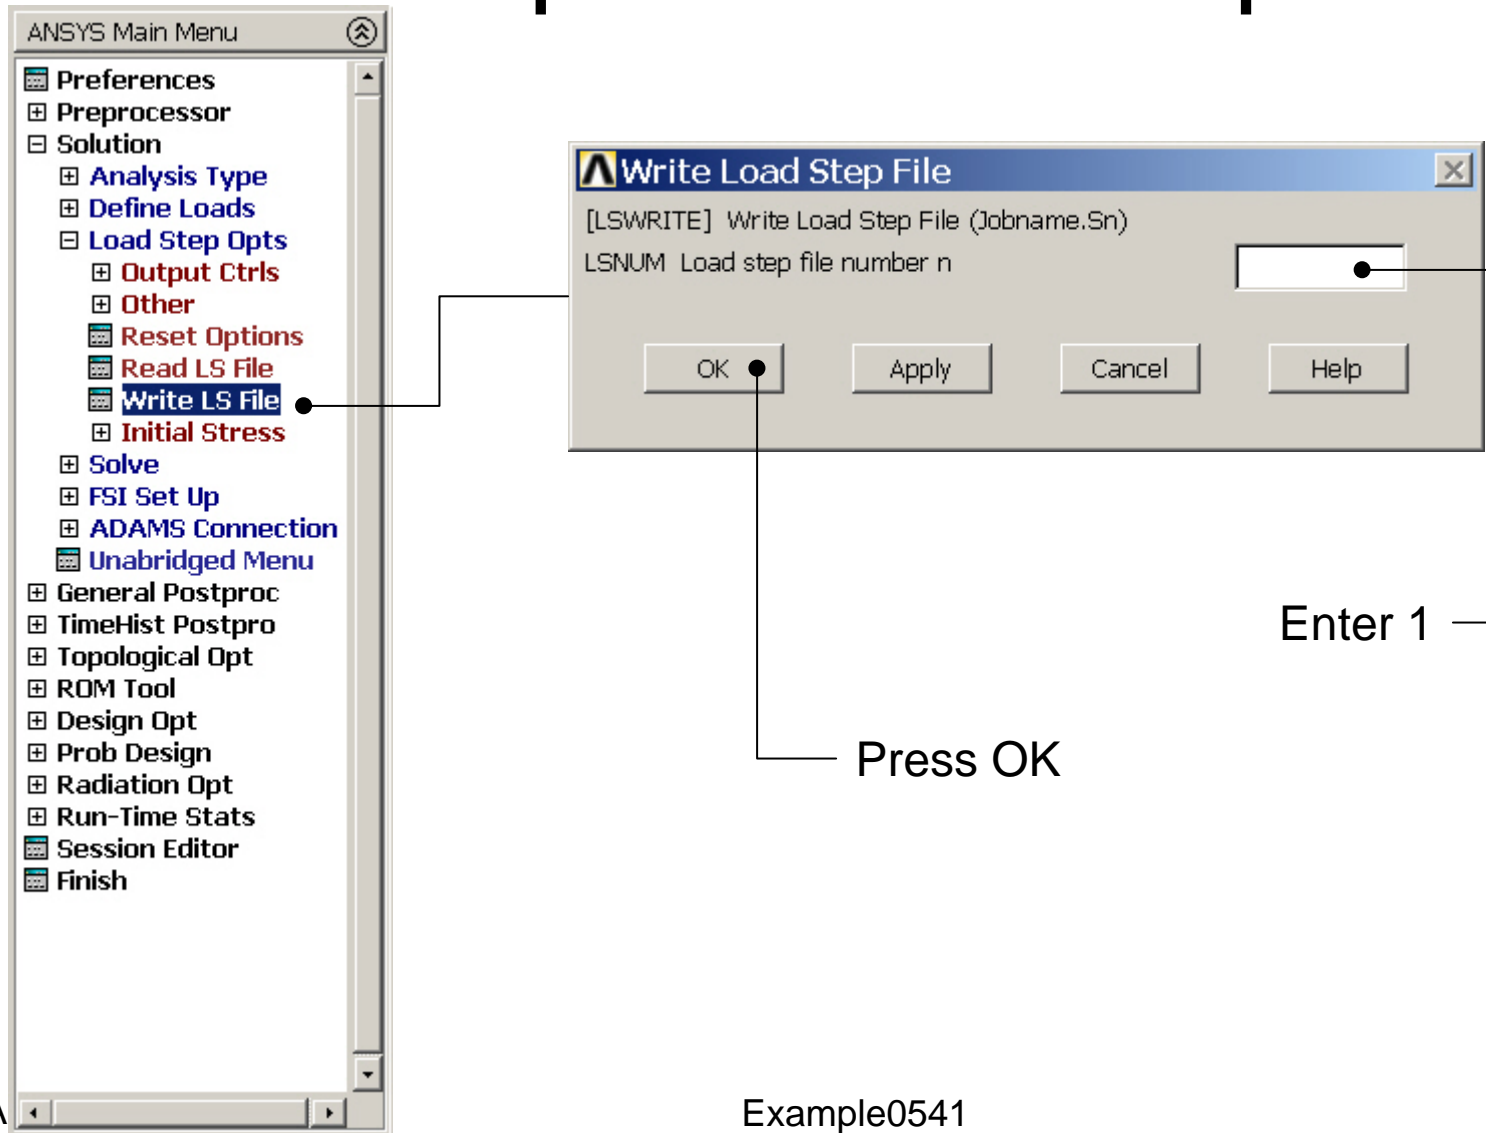 ANSYS Main Menu
Preferences
Preprocessor
Solution
Analysis Type
Define Loads
Load Step Opts
Output Ctrls
Other
Reset Options
Read LS File
Write LS File
Initial Stress
Solve
FSI Set Up
ADAMS Connection
Unabridged Menu
General Postproc
TimeHist Postpro
Topological Opt
ROM Tool
Design Opt
Prob Design
Radiation Opt
Run-Time Stats
Session Editor
Finish
Write Load Step File
[LSWRITE] Write Load Step File (Jobname.Sn)
LSNUM Load step file number n
OK Apply Cancel Help
Enter 1
Press OK
Example0541